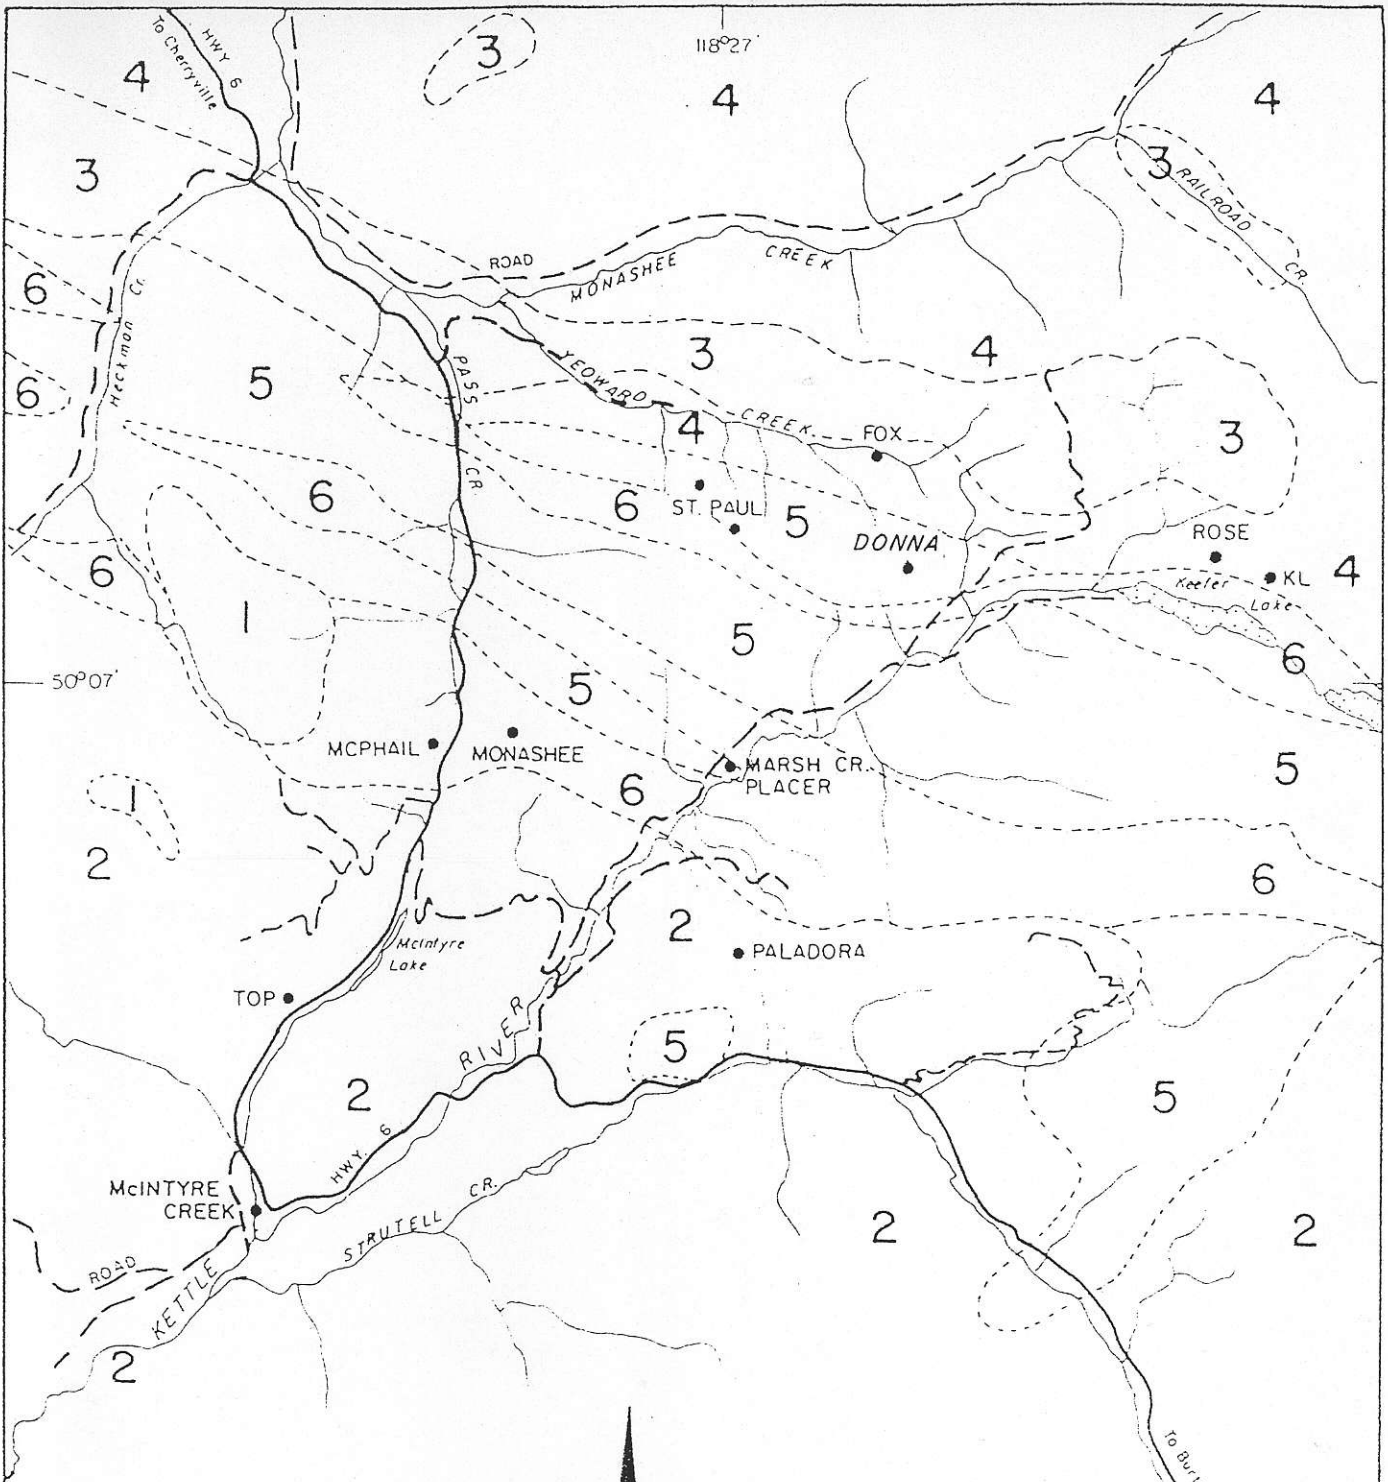 HWY 6
To Cherryville
3
118°27'
4
4
4
3
RAILROAD
CR.
3
ROAD
MONASHEE
CREEK
6
Heckman Cr.
3
4
5
PASS
CR.
YEOWARD
CREEK
6
4
FOX
3
6
6
ST. PAUL
5
DONNA
ROSE
KL
4
Keefer
Lake
6
1
5
6
50°07'
5
MCPHAIL
MONASHEE
MARSH CR.
PLACER
5
1
6
2
6
2
McIntyre
Lake
PALADORA
TOP
RIVER
5
2
5
HWY. 6
McINTYRE
CREEK
CR.
STRUTELL
2
2
ROAD
KETTLE
2